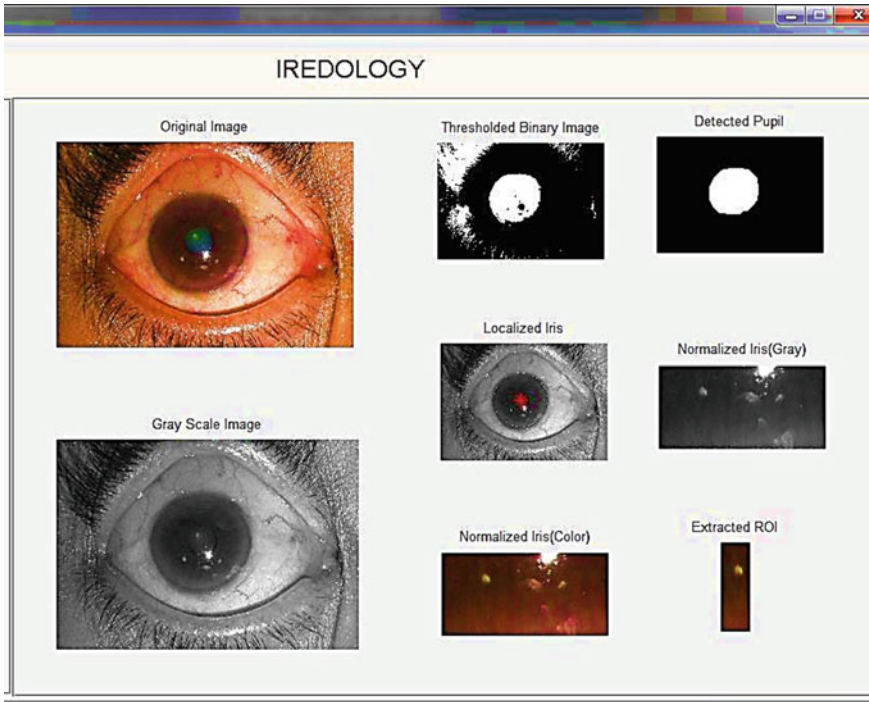 IREDOLOGY
Original Image
Thresholded Binary Image
Detected Pupil
Localized Iris
Normalized Iris(Gray)
Gray Scale Image
Normalized Iris(Color)
Extracted ROI